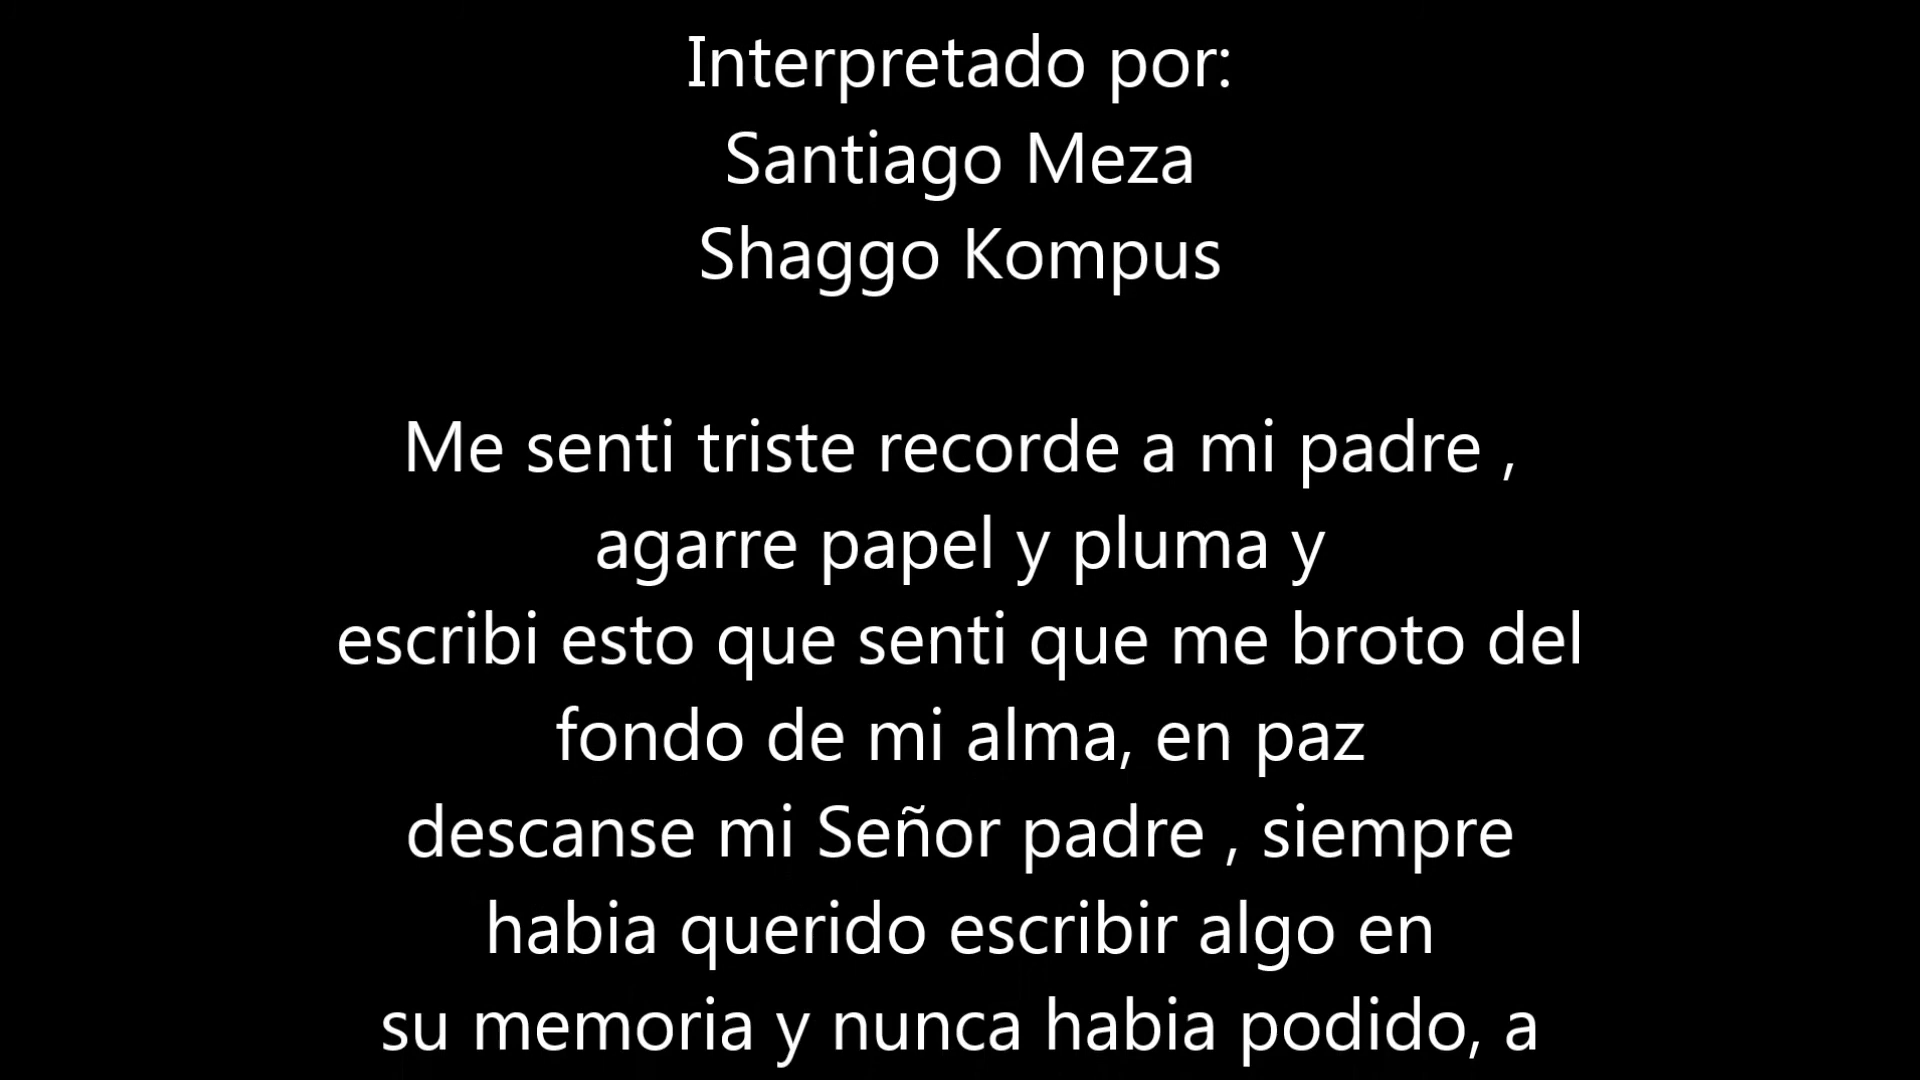 Interpretado por:
Santiago Meza
Shaggo Kompus
Me senti triste recorde a mi padre ,
agarre papel y pluma y
escribi esto que senti que me broto del
fondo de mi alma, en paz
descanse mi Señor padre , siempre
habia querido escribir algo en
su memoria y nunca habia podido, a